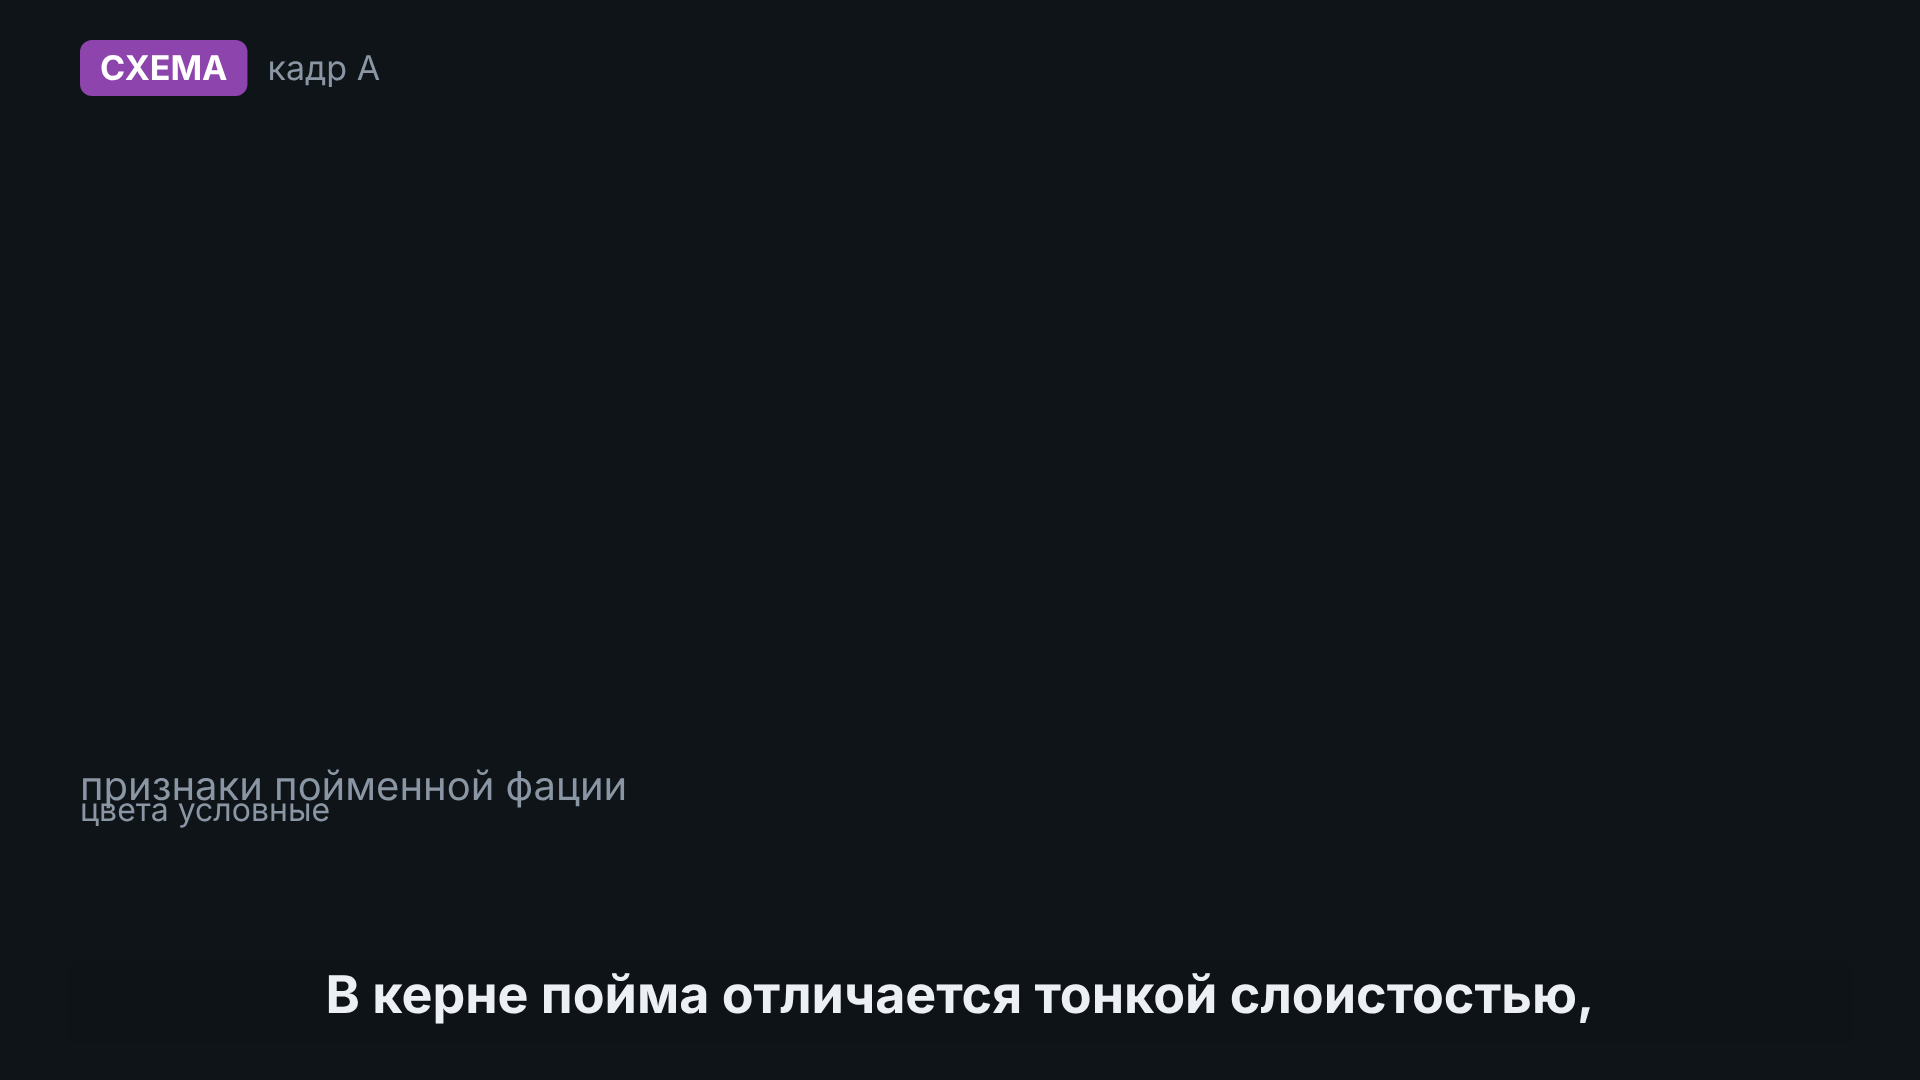 СХЕМА кадр А
признаки пойменной фации
цвета условные
В керне пойма отличается тонкой слоистостью,